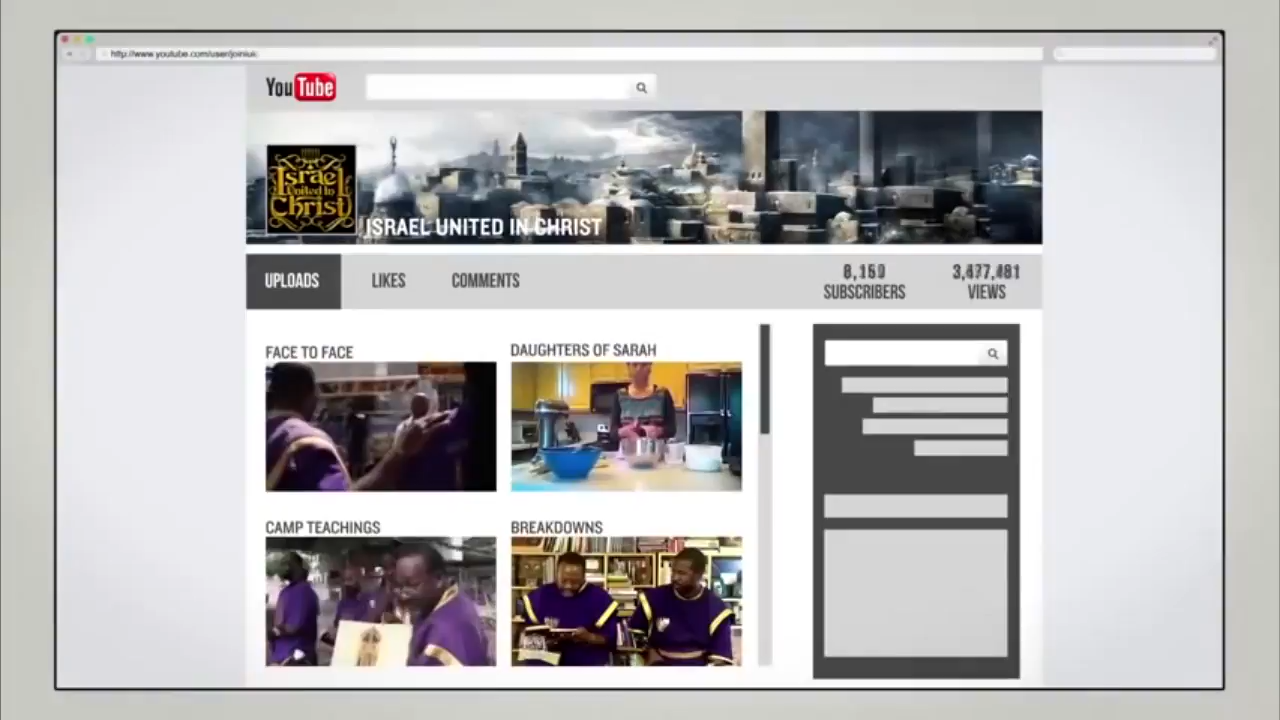 http://www.youtube.com/user/joiniuic
YouTube
Israel
United In
Christ
ISRAEL UNITED IN CHRIST
UPLOADS
LIKES
COMMENTS
SUBSCRIBERS
VIEWS
FACE TO FACE
DAUGHTERS OF SARAH
CAMP TEACHINGS
BREAKDOWNS